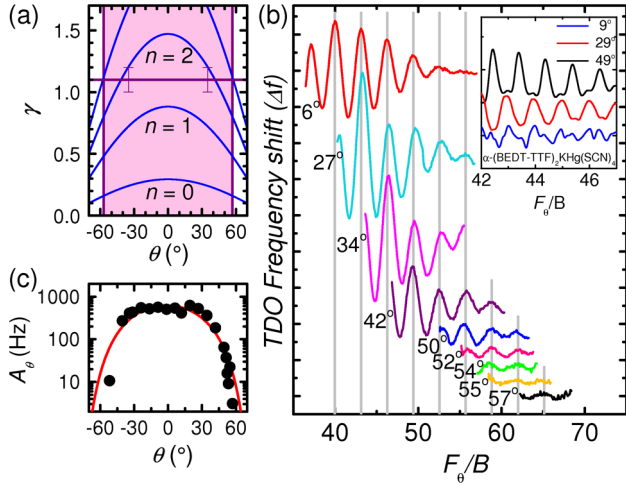 (a)
1.5
1.0
0.5
0.0
γ
n = 2
n = 1
n = 0
-60 -30 0 30 60
θ (°)
(c)
1000
100
10
A_θ (Hz)
-60 -30 0 30 60
θ (°)
(b)
TDO Frequency shift (Δf)
6°
27°
34°
42°
50°
52°
54°
55°
57°
40 50 60 70
F_θ/B
9°
29°
49°
α-(BEDT-TTF)₂KHg(SCN)₄
42 44 46
F_θ/B